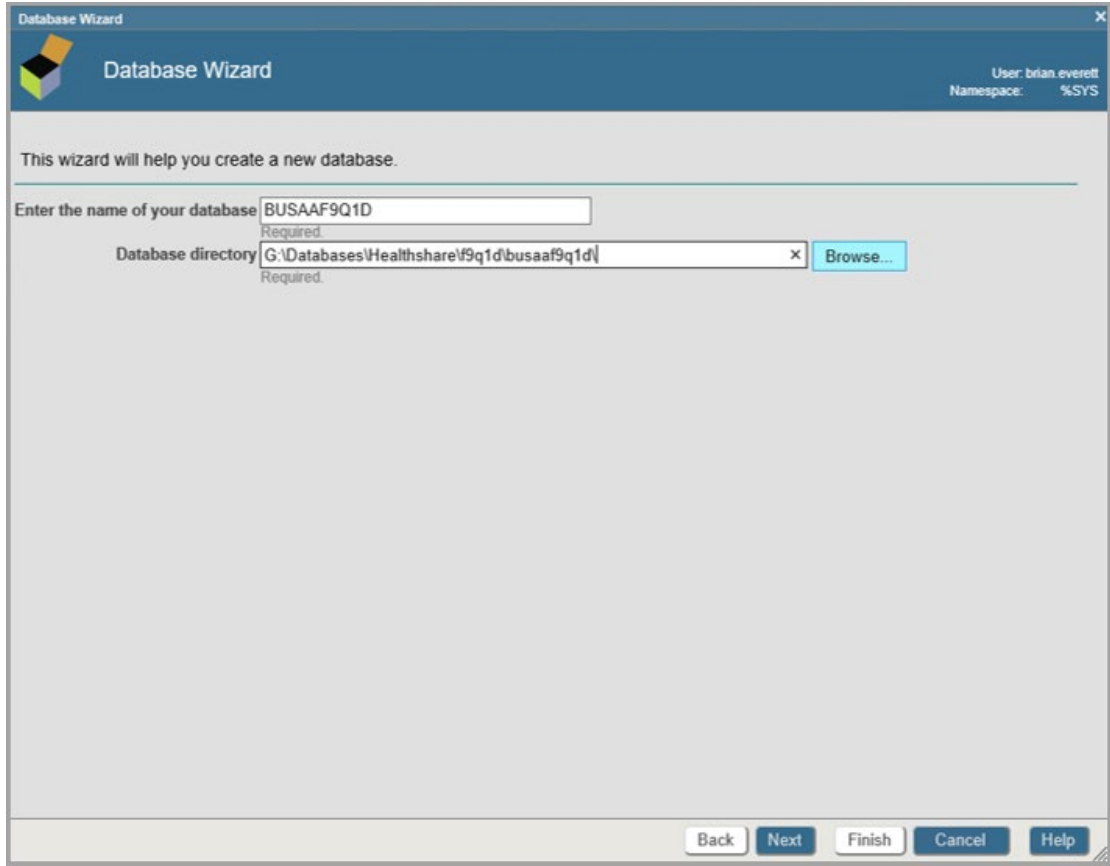 Database Wizard
Database Wizard
User: brian.everett
Namespace: %SYS
This wizard will help you create a new database.
Enter the name of your database BUSAAF9Q1D
Required.
Database directory G:\Databases\Healthshare\f9q1d\busaaf9q1d\ × Browse...
Required.
Back Next Finish Cancel Help